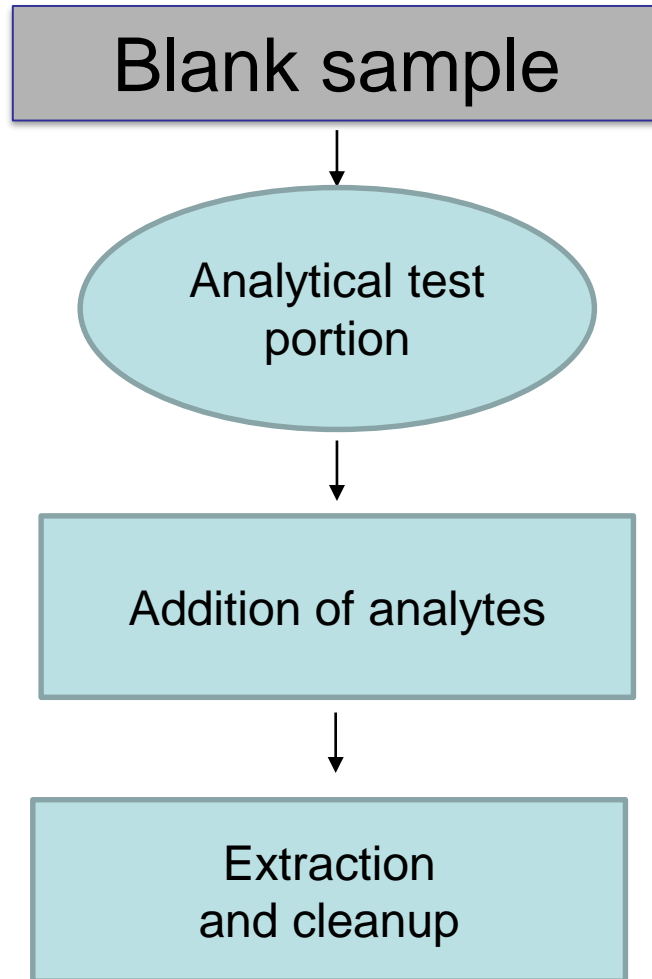 Blank sample
Analytical test
portion
Addition of analytes
Extraction
and cleanup